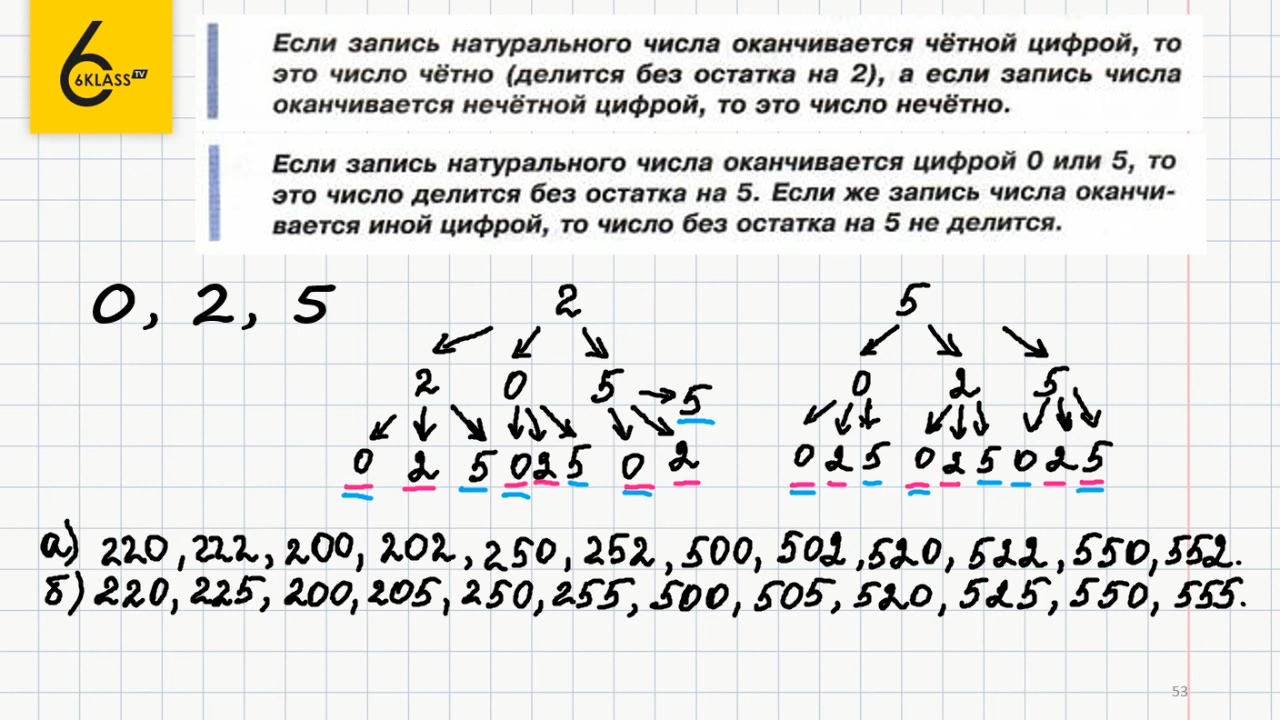 6
6KLASS TV
Если запись натурального числа оканчивается чётной цифрой, то
это число чётно (делится без остатка на 2), а если запись числа
оканчивается нечётной цифрой, то это число нечётно.
Если запись натурального числа оканчивается цифрой 0 или 5, то
это число делится без остатка на 5. Если же запись числа оканчи-
вается иной цифрой, то число без остатка на 5 не делится.
0, 2, 5
2 5
2 0 5 → 5 0 2 5
0 2 5 0 2 5 0 2 0 2 5 0 2 5 0 2 5
а) 220, 222, 200, 202, 250, 252, 500, 502, 520, 522, 550, 552.
б) 220, 225, 200, 205, 250, 255, 500, 505, 520, 525, 550, 555.
53